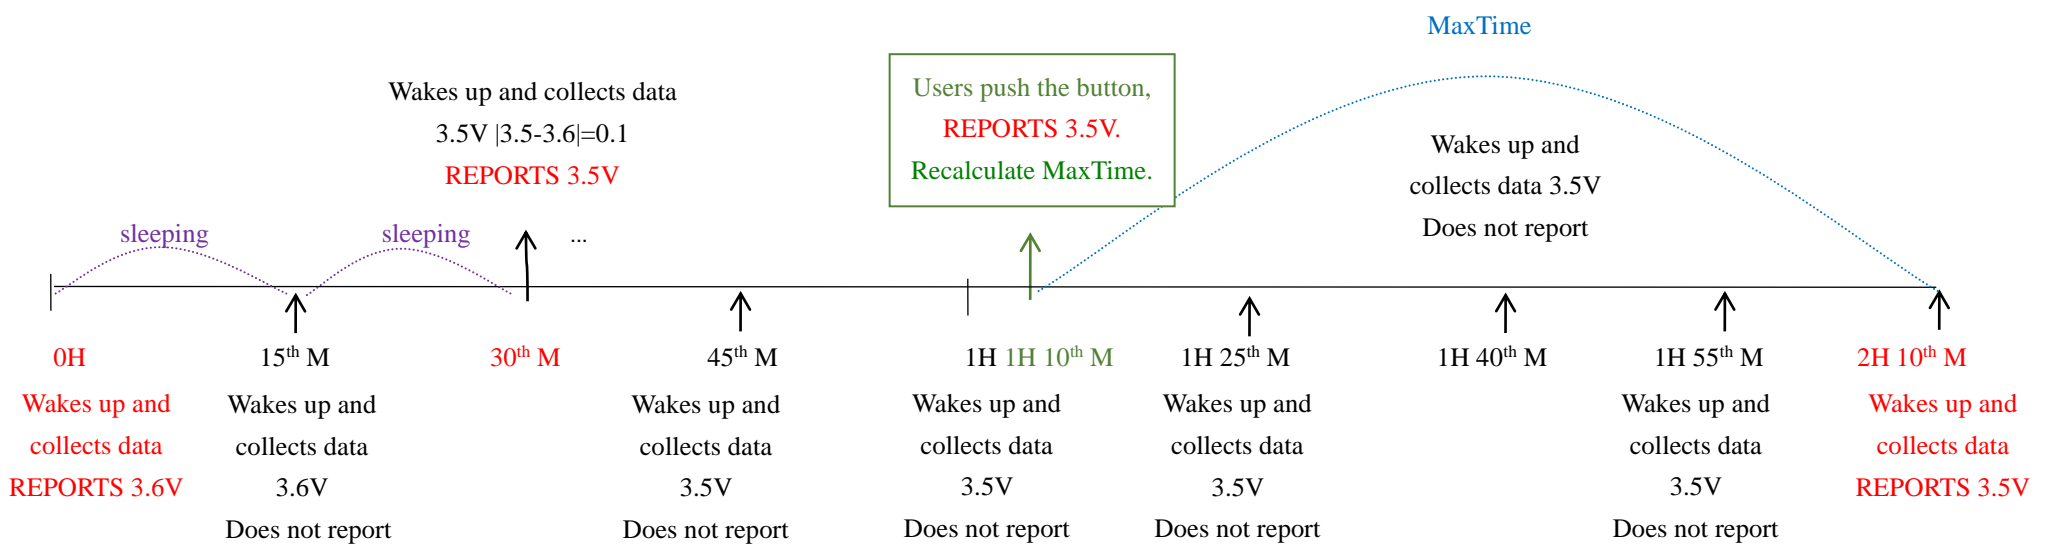 MaxTime
Wakes up and collects data
3.5V |3.5-3.6|=0.1
REPORTS 3.5V
Users push the button,
REPORTS 3.5V.
Recalculate MaxTime.
Wakes up and
collects data 3.5V
Does not report
sleeping
sleeping
...
0H
15th M
30th M
45th M
1H 1H 10th M
1H 25th M
1H 40th M
1H 55th M
2H 10th M
Wakes up and
collects data
REPORTS 3.6V
Wakes up and
collects data
3.6V
Does not report
Wakes up and
collects data
3.5V
Does not report
Wakes up and
collects data
3.5V
Does not report
Wakes up and
collects data
3.5V
Does not report
Wakes up and
collects data
3.5V
Does not report
Wakes up and
collects data
REPORTS 3.5V